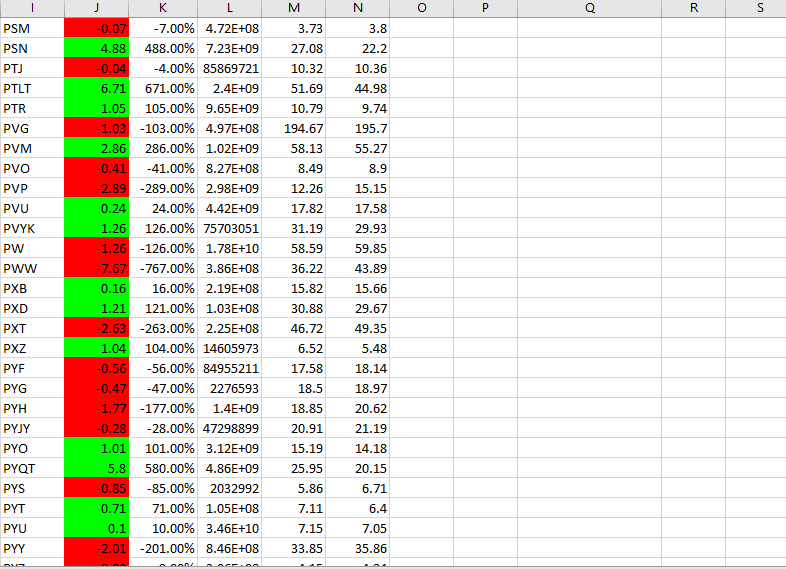 I J K L M N O P Q R S
PSM -0.07 -7.00% 4.72E+08 3.73 3.8
PSN 4.88 488.00% 7.23E+09 27.08 22.2
PTJ -0.04 -4.00% 85869721 10.32 10.36
PTLT 6.71 671.00% 2.4E+09 51.69 44.98
PTR 1.05 105.00% 9.65E+09 10.79 9.74
PVG -1.03 -103.00% 4.97E+08 194.67 195.7
PVM 2.86 286.00% 1.02E+09 58.13 55.27
PVO -0.41 -41.00% 8.27E+08 8.49 8.9
PVP -2.89 -289.00% 2.98E+09 12.26 15.15
PVU 0.24 24.00% 4.42E+09 17.82 17.58
PVYK 1.26 126.00% 75703051 31.19 29.93
PW -1.26 -126.00% 1.78E+10 58.59 59.85
PWW -7.67 -767.00% 3.86E+08 36.22 43.89
PXB 0.16 16.00% 2.19E+08 15.82 15.66
PXD 1.21 121.00% 1.03E+08 30.88 29.67
PXT -2.63 -263.00% 2.25E+08 46.72 49.35
PXZ 1.04 104.00% 14605973 6.52 5.48
PYF -0.56 -56.00% 84955211 17.58 18.14
PYG -0.47 -47.00% 2276593 18.5 18.97
PYH -1.77 -177.00% 1.4E+09 18.85 20.62
PYJY -0.28 -28.00% 47298899 20.91 21.19
PYO 1.01 101.00% 3.12E+09 15.19 14.18
PYQT 5.8 580.00% 4.86E+09 25.95 20.15
PYS -0.85 -85.00% 2032992 5.86 6.71
PYT 0.71 71.00% 1.05E+08 7.11 6.4
PYU 0.1 10.00% 3.46E+10 7.15 7.05
PYY -2.01 -201.00% 8.46E+08 33.85 35.86